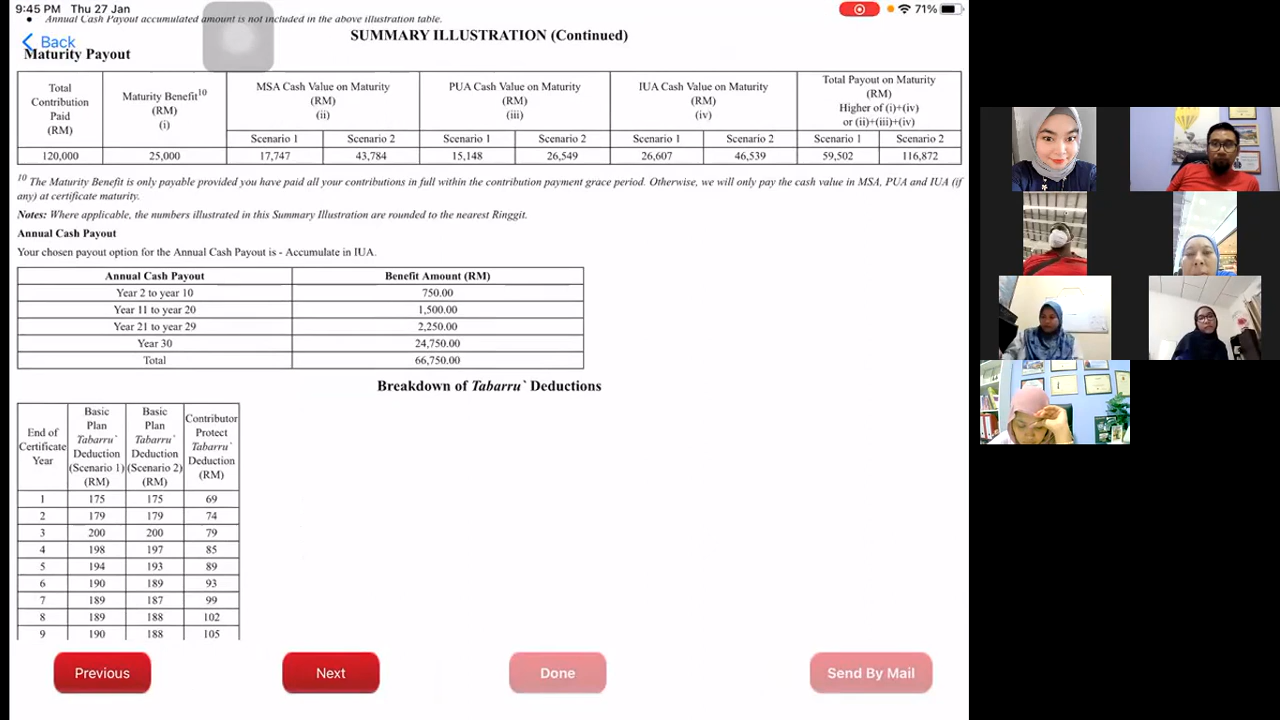 9:45 PM Thu 27 Jan
71%
• Annual Cash Payout accumulated amount is not included in the above illustration table.
Back
SUMMARY ILLUSTRATION (Continued)
Maturity Payout
Total Contribution Paid (RM) | Maturity Benefit10 (RM) (i) | MSA Cash Value on Maturity (RM) (ii) | PUA Cash Value on Maturity (RM) (iii) | IUA Cash Value on Maturity (RM) (iv) | Total Payout on Maturity (RM) Higher of (i)+(iv) or (ii)+(iii)+(iv)
Scenario 1 | Scenario 2 | Scenario 1 | Scenario 2 | Scenario 1 | Scenario 2 | Scenario 1 | Scenario 2
120,000 | 25,000 | 17,747 | 43,784 | 15,148 | 26,549 | 26,607 | 46,539 | 59,502 | 116,872
10 The Maturity Benefit is only payable provided you have paid all your contributions in full within the contribution payment grace period. Otherwise, we will only pay the cash value in MSA, PUA and IUA (if
any) at certificate maturity.
Notes: Where applicable, the numbers illustrated in this Summary Illustration are rounded to the nearest Ringgit.
Annual Cash Payout
Your chosen payout option for the Annual Cash Payout is - Accumulate in IUA.
Annual Cash Payout | Benefit Amount (RM)
Year 2 to year 10 | 750.00
Year 11 to year 20 | 1,500.00
Year 21 to year 29 | 2,250.00
Year 30 | 24,750.00
Total | 66,750.00
Breakdown of Tabarru` Deductions
End of Certificate Year | Basic Plan Tabarru` Deduction (Scenario 1) (RM) | Basic Plan Tabarru` Deduction (Scenario 2) (RM) | Contributor Protect Tabarru` Deduction (RM)
1 | 175 | 175 | 69
2 | 179 | 179 | 74
3 | 200 | 200 | 79
4 | 198 | 197 | 85
5 | 194 | 193 | 89
6 | 190 | 189 | 93
7 | 189 | 187 | 99
8 | 189 | 188 | 102
9 | 190 | 188 | 105
Previous
Next
Done
Send By Mail